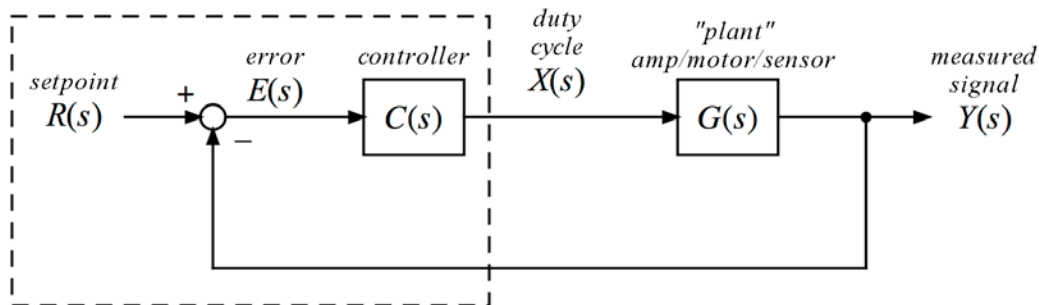 setpoint
R(s)
+
−
error
E(s)
controller
C(s)
duty
cycle
X(s)
"plant"
amp/motor/sensor
G(s)
measured
signal
Y(s)